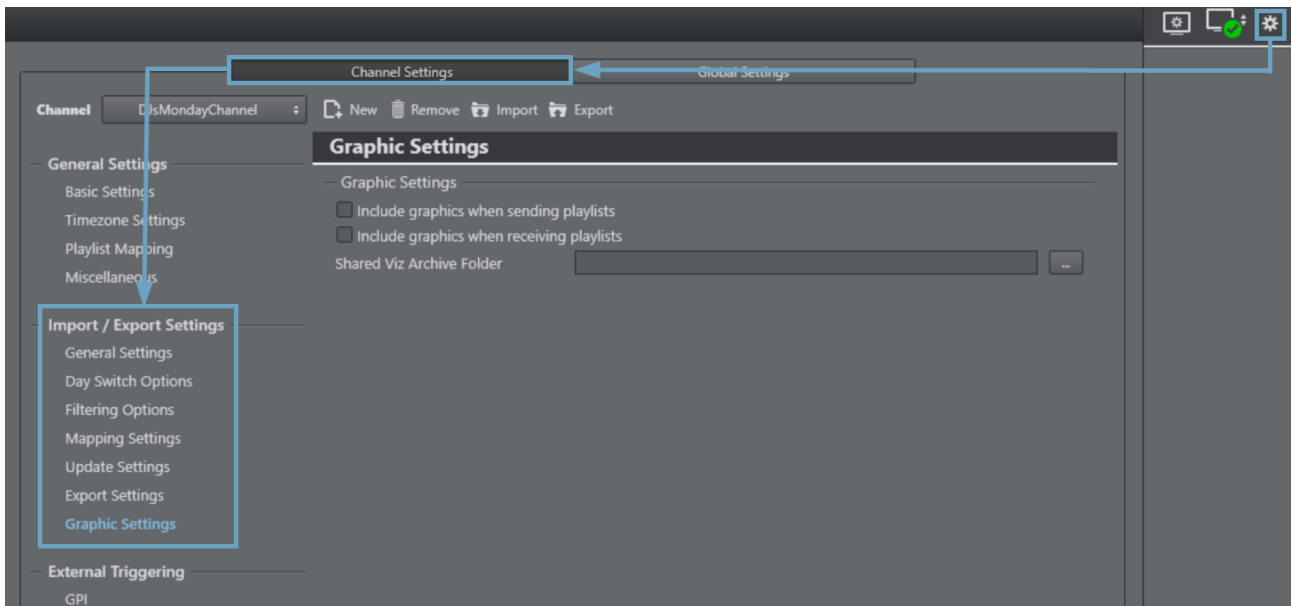 Channel Settings Global Settings
Channel DJsMondayChannel New Remove Import Export
Graphic Settings
General Settings
Basic Settings
Timezone Settings
Playlist Mapping
Miscellaneous
Graphic Settings
Include graphics when sending playlists
Include graphics when receiving playlists
Shared Viz Archive Folder ...
Import / Export Settings
General Settings
Day Switch Options
Filtering Options
Mapping Settings
Update Settings
Export Settings
Graphic Settings
External Triggering
GPI